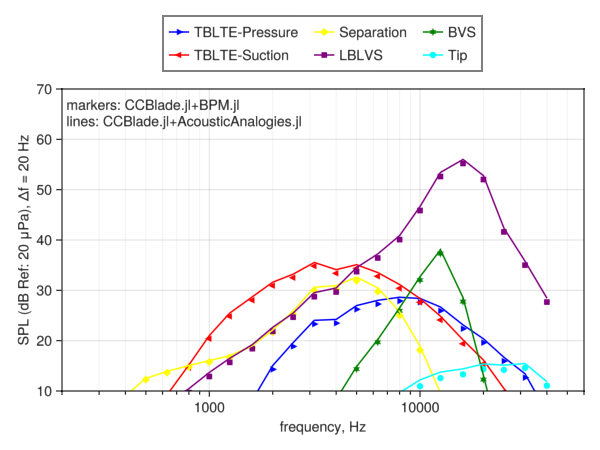 TBLTE-Pressure Separation BVS
TBLTE-Suction LBLVS Tip
markers: CCBlade.jl+BPM.jl
lines: CCBlade.jl+AcousticAnalogies.jl
SPL (dB Ref: 20 μPa), Δf = 20 Hz
70
60
50
40
30
20
10
1000 10000
frequency, Hz